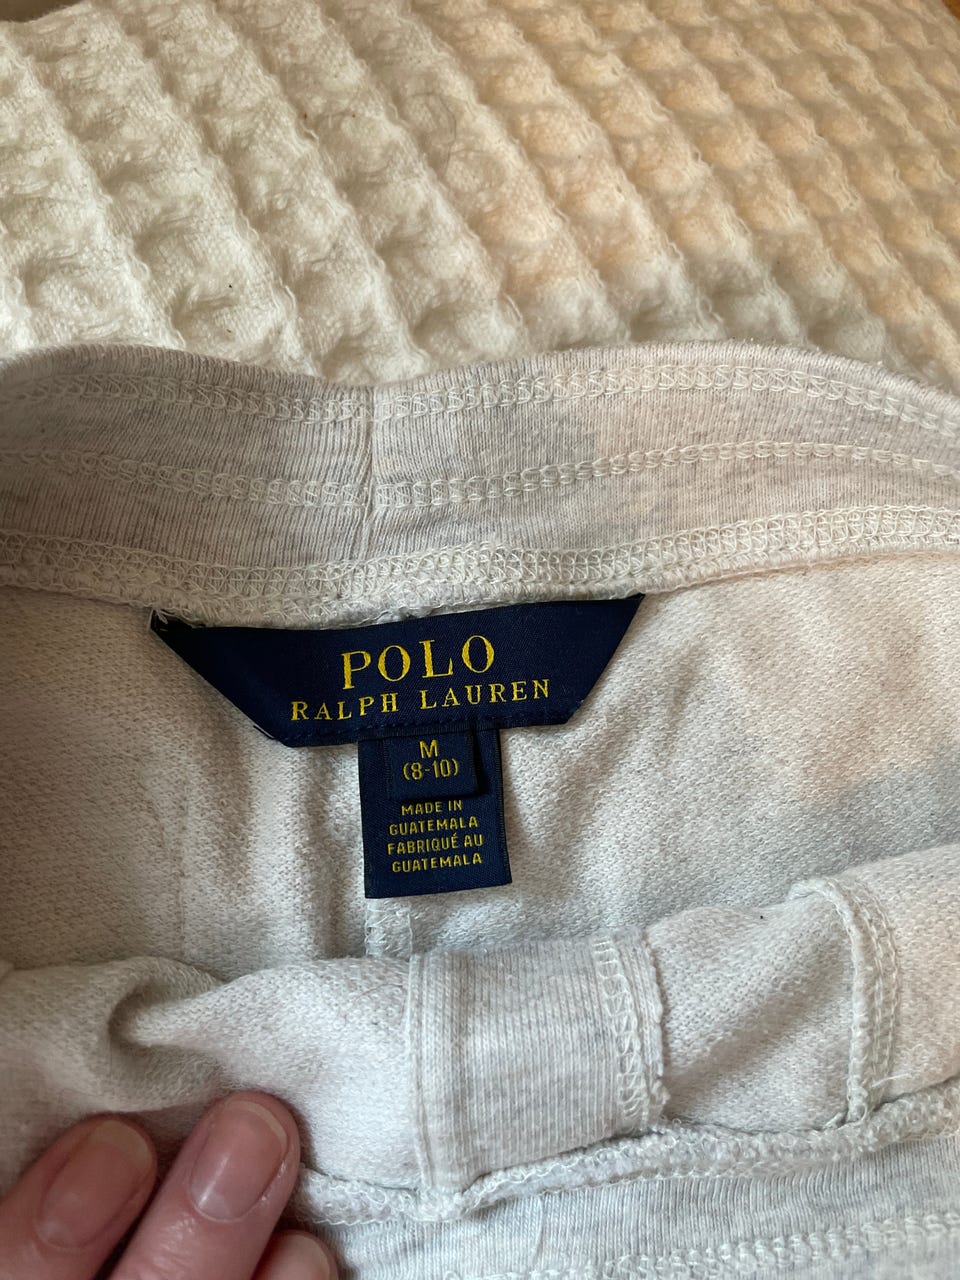 POLO
RALPH LAUREN
M
(8-10)
MADE IN
GUATEMALA
FABRIQUÉ AU
GUATEMALA